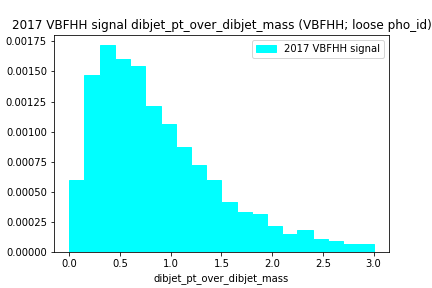 2017 VBFHH signal dibjet_pt_over_dibjet_mass (VBFHH; loose pho_id)
2017 VBFHH signal
0.00175
0.00150
0.00125
0.00100
0.00075
0.00050
0.00025
0.00000
0.0 0.5 1.0 1.5 2.0 2.5 3.0
dibjet_pt_over_dibjet_mass